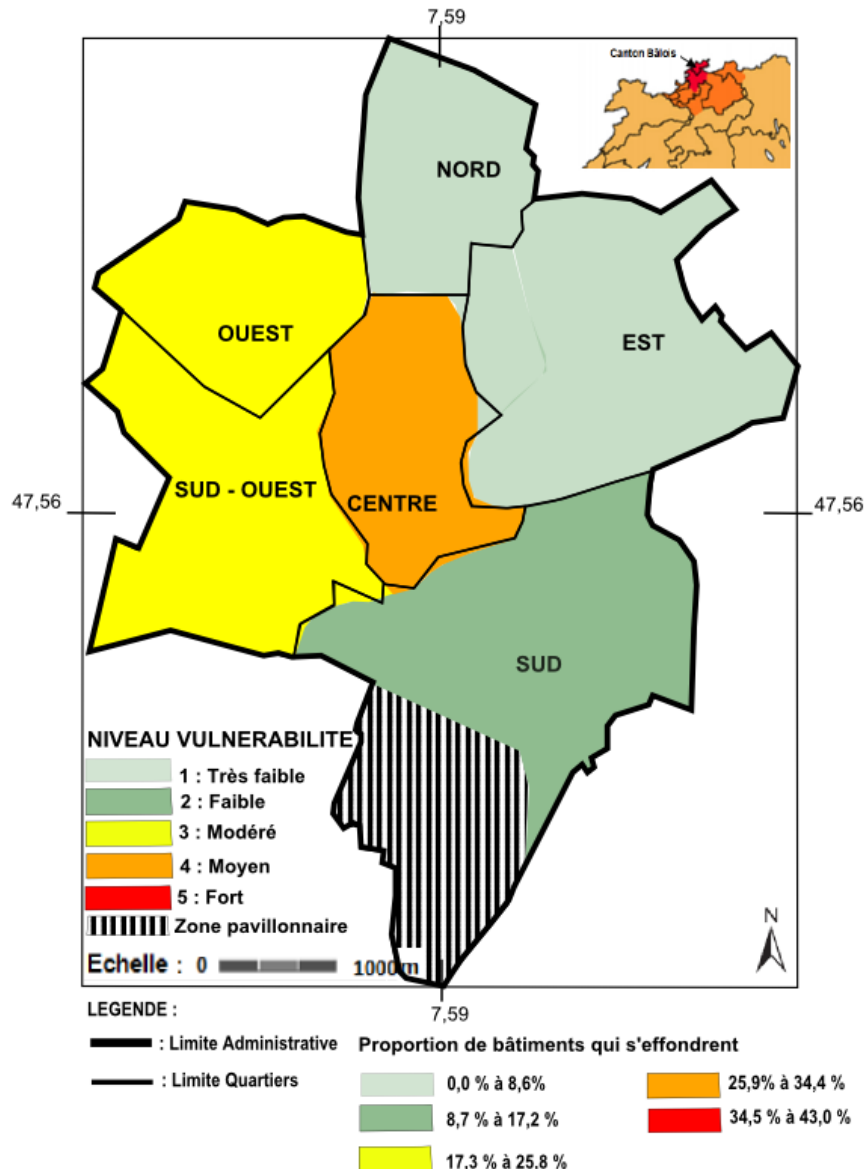 7,59
Canton Bâlois
NORD
OUEST
EST
SUD - OUEST
CENTRE
47,56
47,56
SUD
NIVEAU VULNERABILITE
1 : Très faible
2 : Faible
3 : Modéré
4 : Moyen
5 : Fort
Zone pavillonnaire
N
Echelle : 0 1000m
LEGENDE :
7,59
: Limite Administrative
Proportion de bâtiments qui s'effondrent
: Limite Quartiers
0,0 % à 8,6%
25,9% à 34,4 %
8,7 % à 17,2 %
34,5 % à 43,0 %
17,3 % à 25,8 %